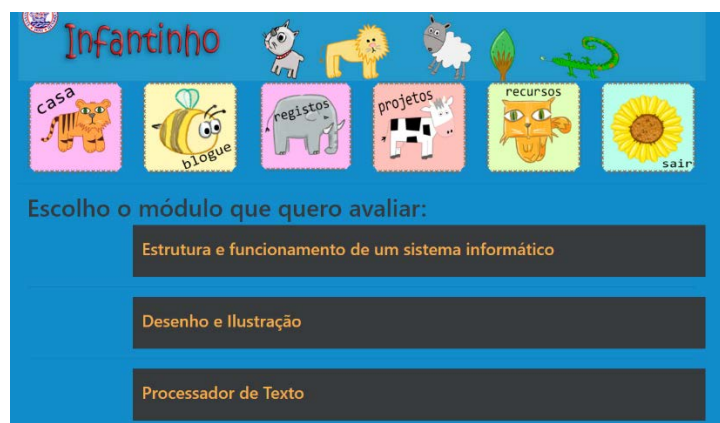 Infantinho
casa
blogue
registos
projetos
recursos
sair
Escolho o módulo que quero avaliar:
Estrutura e funcionamento de um sistema informático
Desenho e Ilustração
Processador de Texto